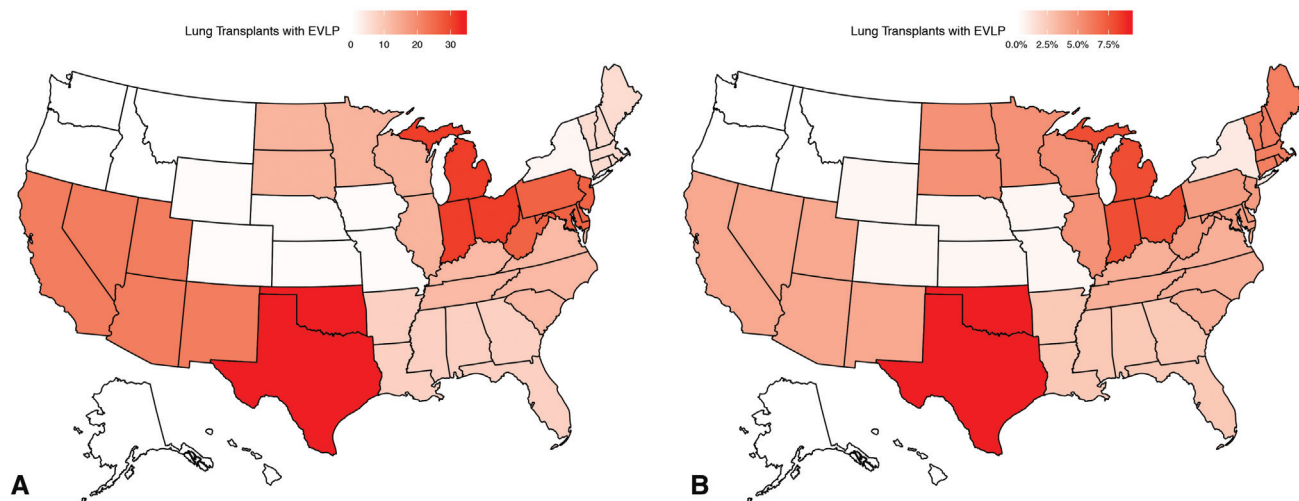 Lung Transplants with EVLP
0 10 20 30
A
Lung Transplants with EVLP
0.0% 2.5% 5.0% 7.5%
B